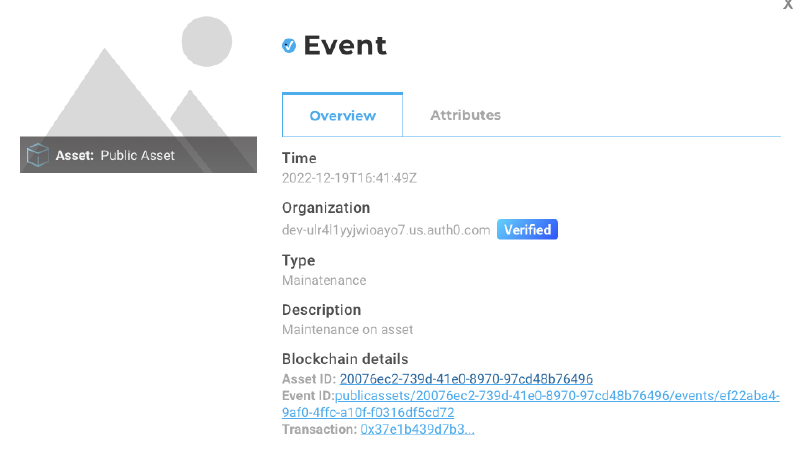 X
Event
Overview
Attributes
Asset: Public Asset
Time
2022-12-19T16:41:49Z
Organization
dev-ulr4l1yyjwioayo7.us.auth0.com Verified
Type
Mainatenance
Description
Maintenance on asset
Blockchain details
Asset ID: 20076ec2-739d-41e0-8970-97cd48b76496
Event ID:publicassets/20076ec2-739d-41e0-8970-97cd48b76496/events/ef22aba4-
9af0-4ffc-a10f-f0316df5cd72
Transaction: 0x37e1b439d7b3...